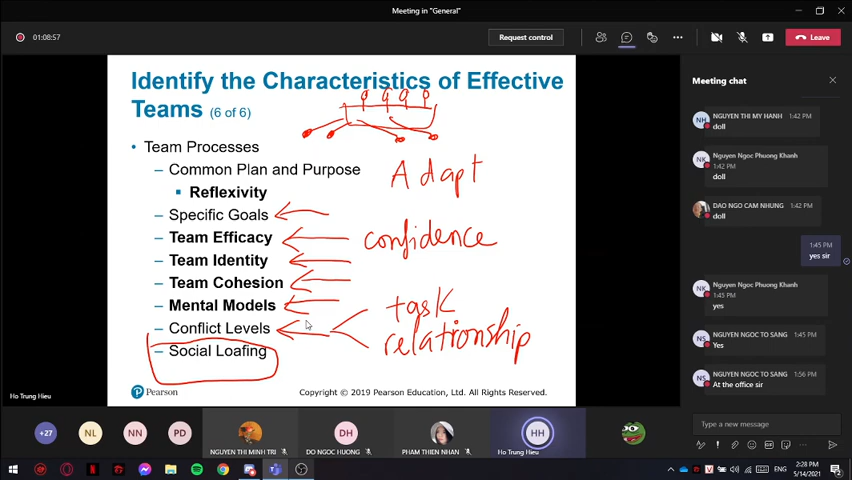 Meeting in "General"
01:08:57
Request control
Leave
Identify the Characteristics of Effective
Teams (6 of 6)
• Team Processes
– Common Plan and Purpose
▪ Reflexivity
– Specific Goals
– Team Efficacy
– Team Identity
– Team Cohesion
– Mental Models
– Conflict Levels
– Social Loafing
Adapt
confidence
task
relationship
Pearson
Copyright © 2019 Pearson Education, Ltd. All Rights Reserved.
Ho Trung Hieu
Meeting chat
NH
NGUYEN THI MY HANH 1:42 PM
doll
NK
Nguyen Ngoc Phuong Khanh
1:42 PM
doll
DAO NGO CAM NHUNG 1:42 PM
doll
1:45 PM
yes sir
NK
Nguyen Ngoc Phuong Khanh 1:45 PM
yes
NS
NGUYEN NGOC TO SANG 1:45 PM
Yes
NS
NGUYEN NGOC TO SANG 1:56 PM
At the office sir
Type a new message
+27
NL
NN
PD
NGUYEN THI MINH TRI
DH
DO NGOC HUONG
PHAM THIEN NHAN
HH
Ho Trung Hieu
2:28 PM
5/14/2021